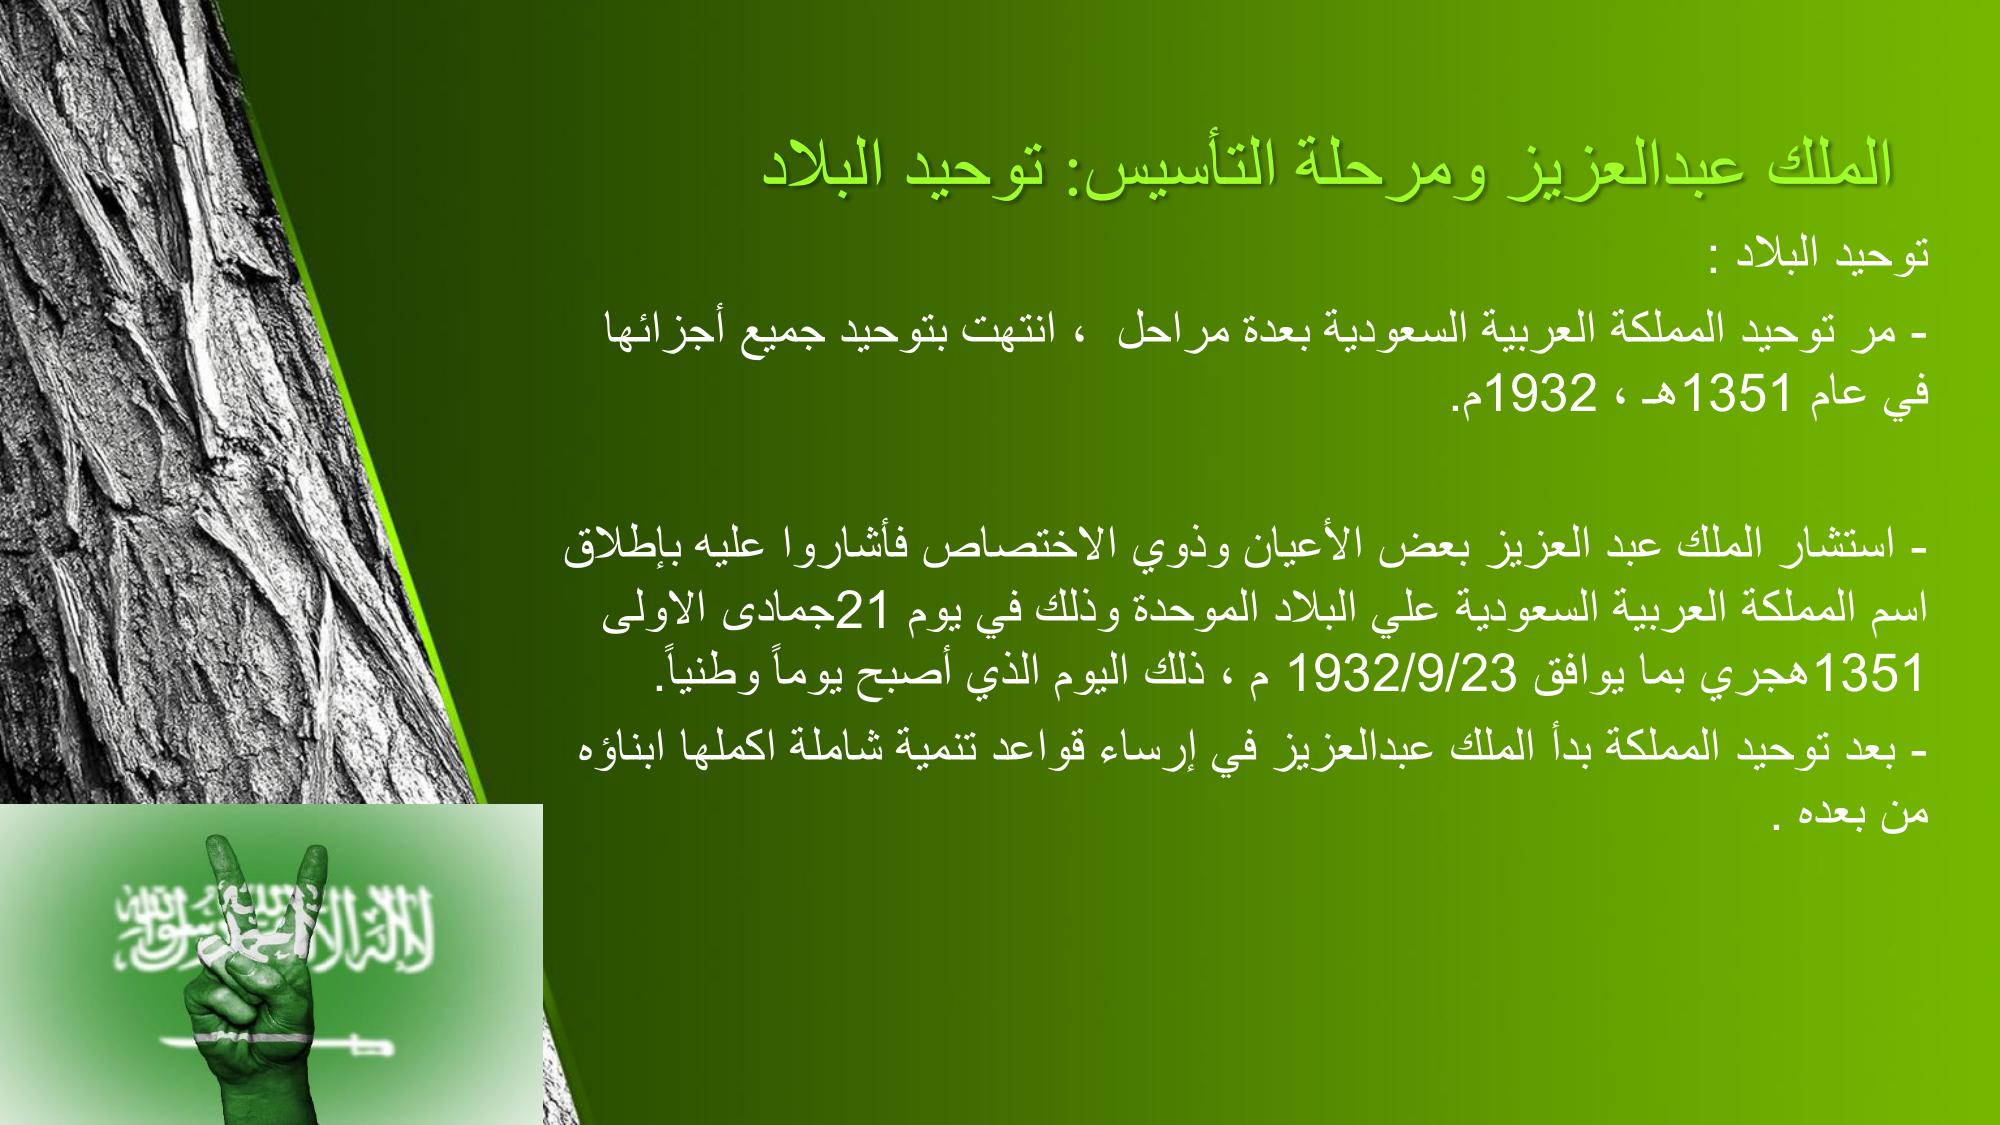 الملك عبدالعزيز ومرحلة التأسيس: توحيد البلاد
توحيد البلاد :
- مر توحيد المملكة العربية السعودية بعدة مراحل ، انتهت بتوحيد جميع أجزائها
في عام 1351هـ ، 1932م.
- استشار الملك عبد العزيز بعض الأعيان وذوي الاختصاص فأشاروا عليه بإطلاق
اسم المملكة العربية السعودية علي البلاد الموحدة وذلك في يوم 21جمادى الاولى
1351هجري بما يوافق 1932/9/23 م ، ذلك اليوم الذي أصبح يوماً وطنياً.
- بعد توحيد المملكة بدأ الملك عبدالعزيز في إرساء قواعد تنمية شاملة اكملها ابناؤه
من بعده .